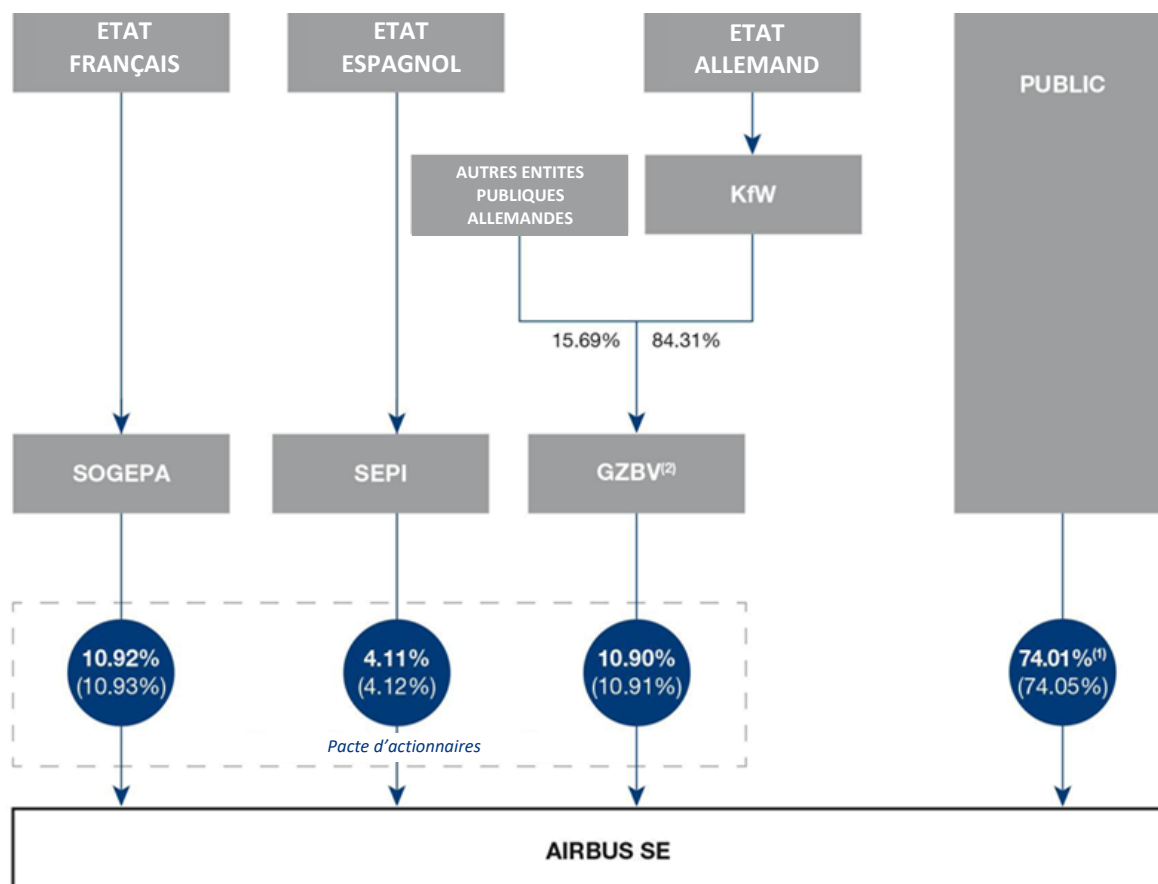 ETAT
FRANÇAIS
ETAT
ESPAGNOL
ETAT
ALLEMAND
PUBLIC
AUTRES ENTITES
PUBLIQUES
ALLEMANDES
KfW
15.69%
84.31%
SOGEPA
SEPI
GZBV(2)
10.92%
(10.93%)
4.11%
(4.12%)
10.90%
(10.91%)
74.01%(1)
(74.05%)
Pacte d’actionnaires
AIRBUS SE